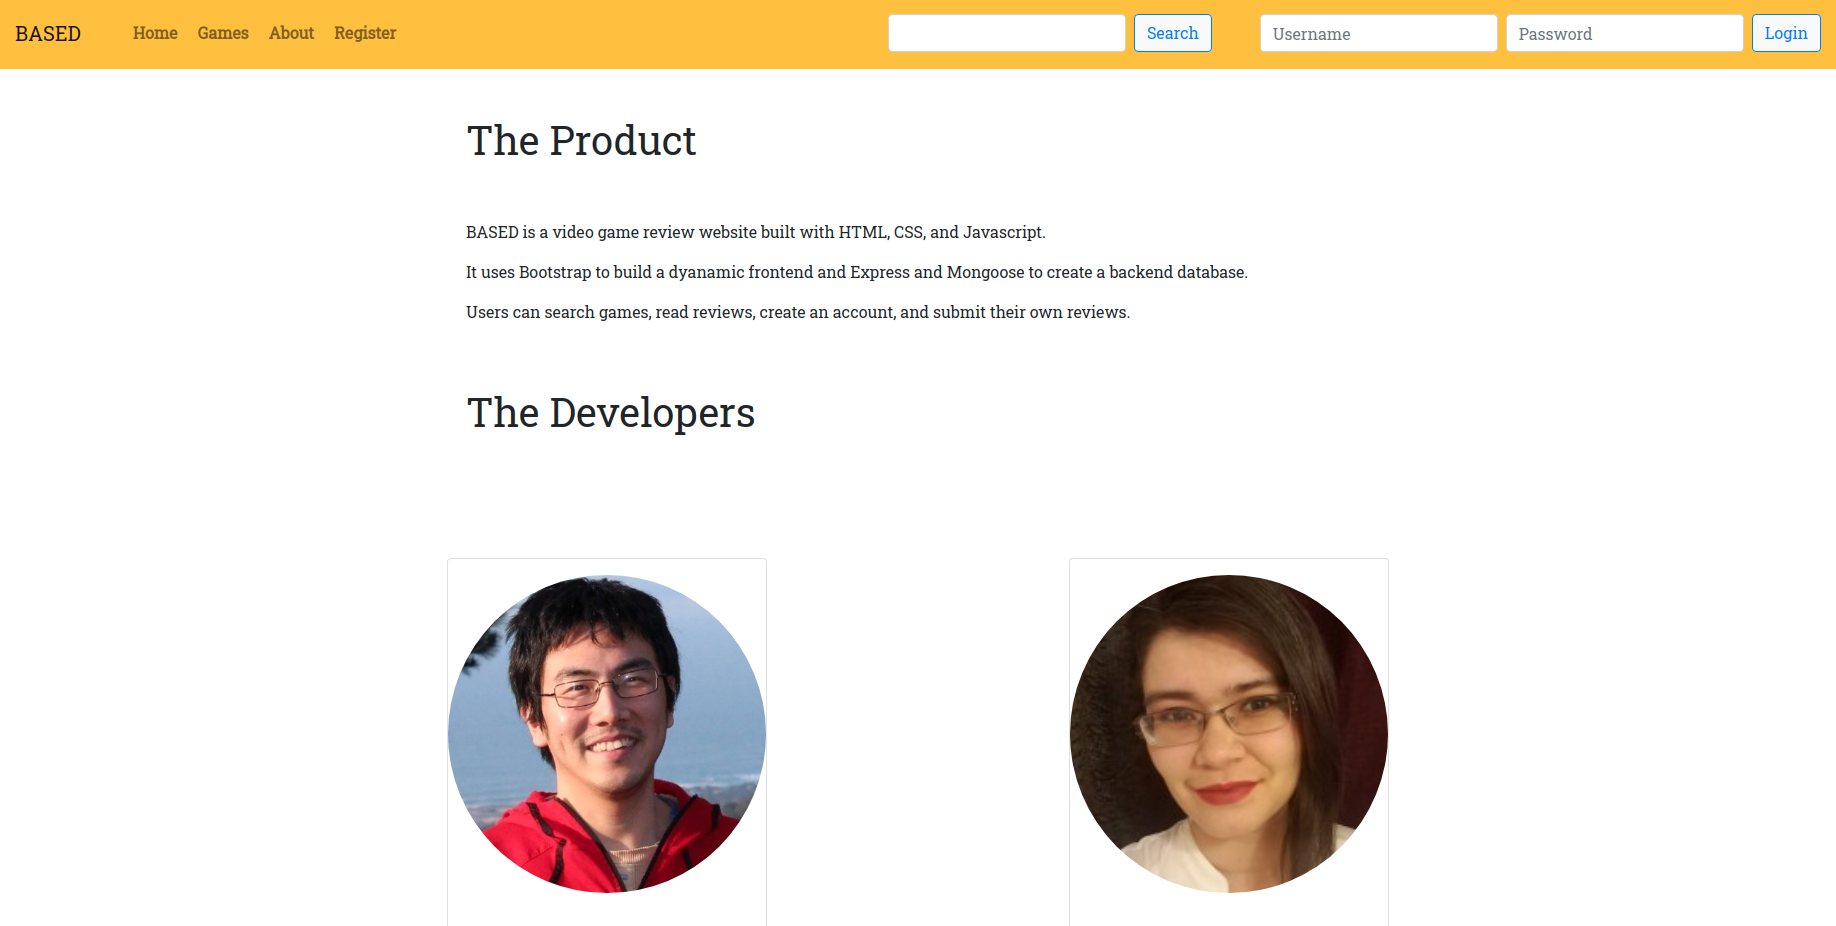 BASED Home Games About Register Search Username Password Login
The Product
BASED is a video game review website built with HTML, CSS, and Javascript.
It uses Bootstrap to build a dyanamic frontend and Express and Mongoose to create a backend database.
Users can search games, read reviews, create an account, and submit their own reviews.
The Developers